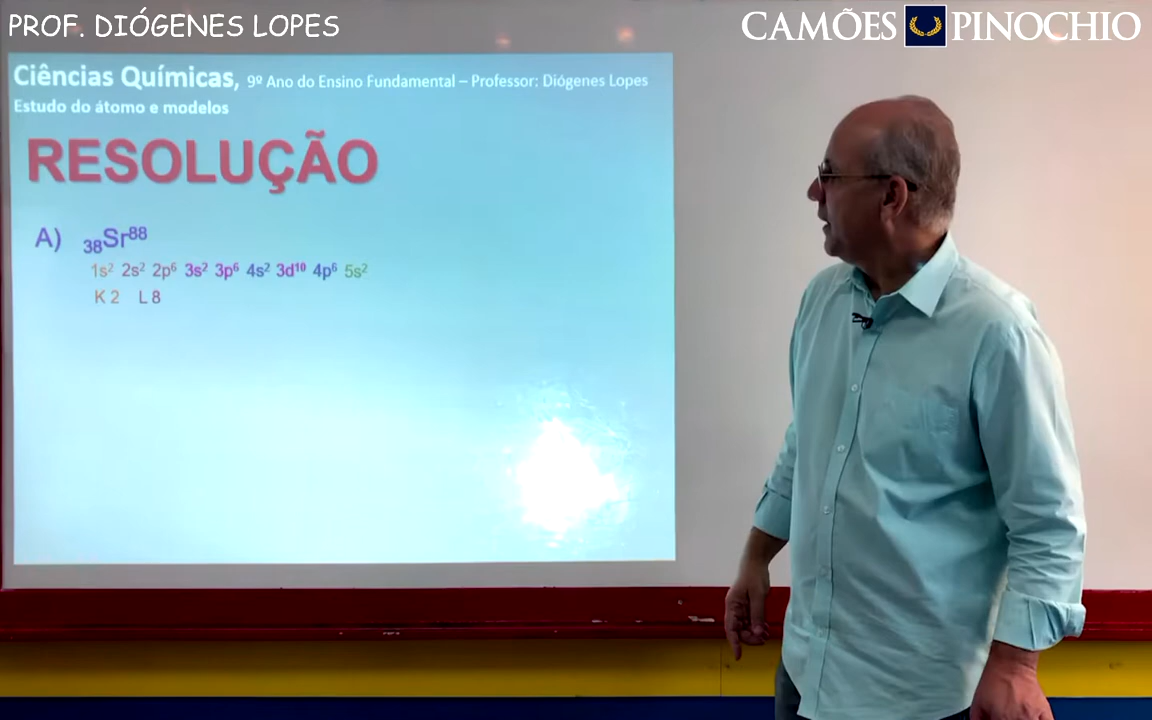 PROF. DIÓGENES LOPES
CAMÕES PINOCHIO
Ciências Químicas, 9º Ano do Ensino Fundamental – Professor: Diógenes Lopes
Estudo do átomo e modelos
RESOLUÇÃO
A) ₃₈Sr⁸⁸
1s² 2s² 2p⁶ 3s² 3p⁶ 4s² 3d¹⁰ 4p⁶ 5s²
K 2 L 8